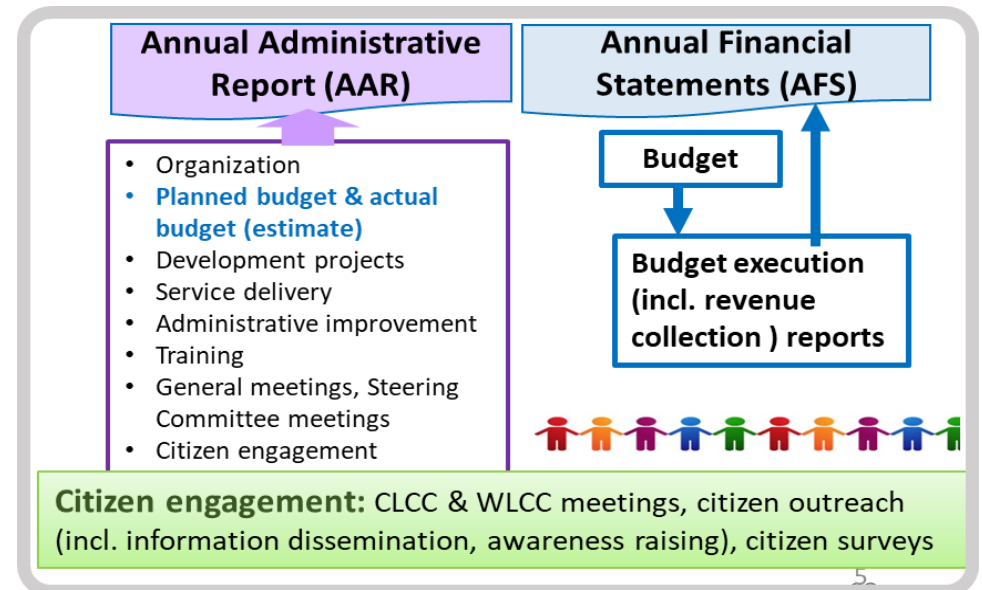 Annual Administrative
Report (AAR)
• Organization
• Planned budget & actual
budget (estimate)
• Development projects
• Service delivery
• Administrative improvement
• Training
• General meetings, Steering
Committee meetings
• Citizen engagement
Annual Financial
Statements (AFS)
Budget
Budget execution
(incl. revenue
collection ) reports
Citizen engagement: CLCC & WLCC meetings, citizen outreach
(incl. information dissemination, awareness raising), citizen surveys
5